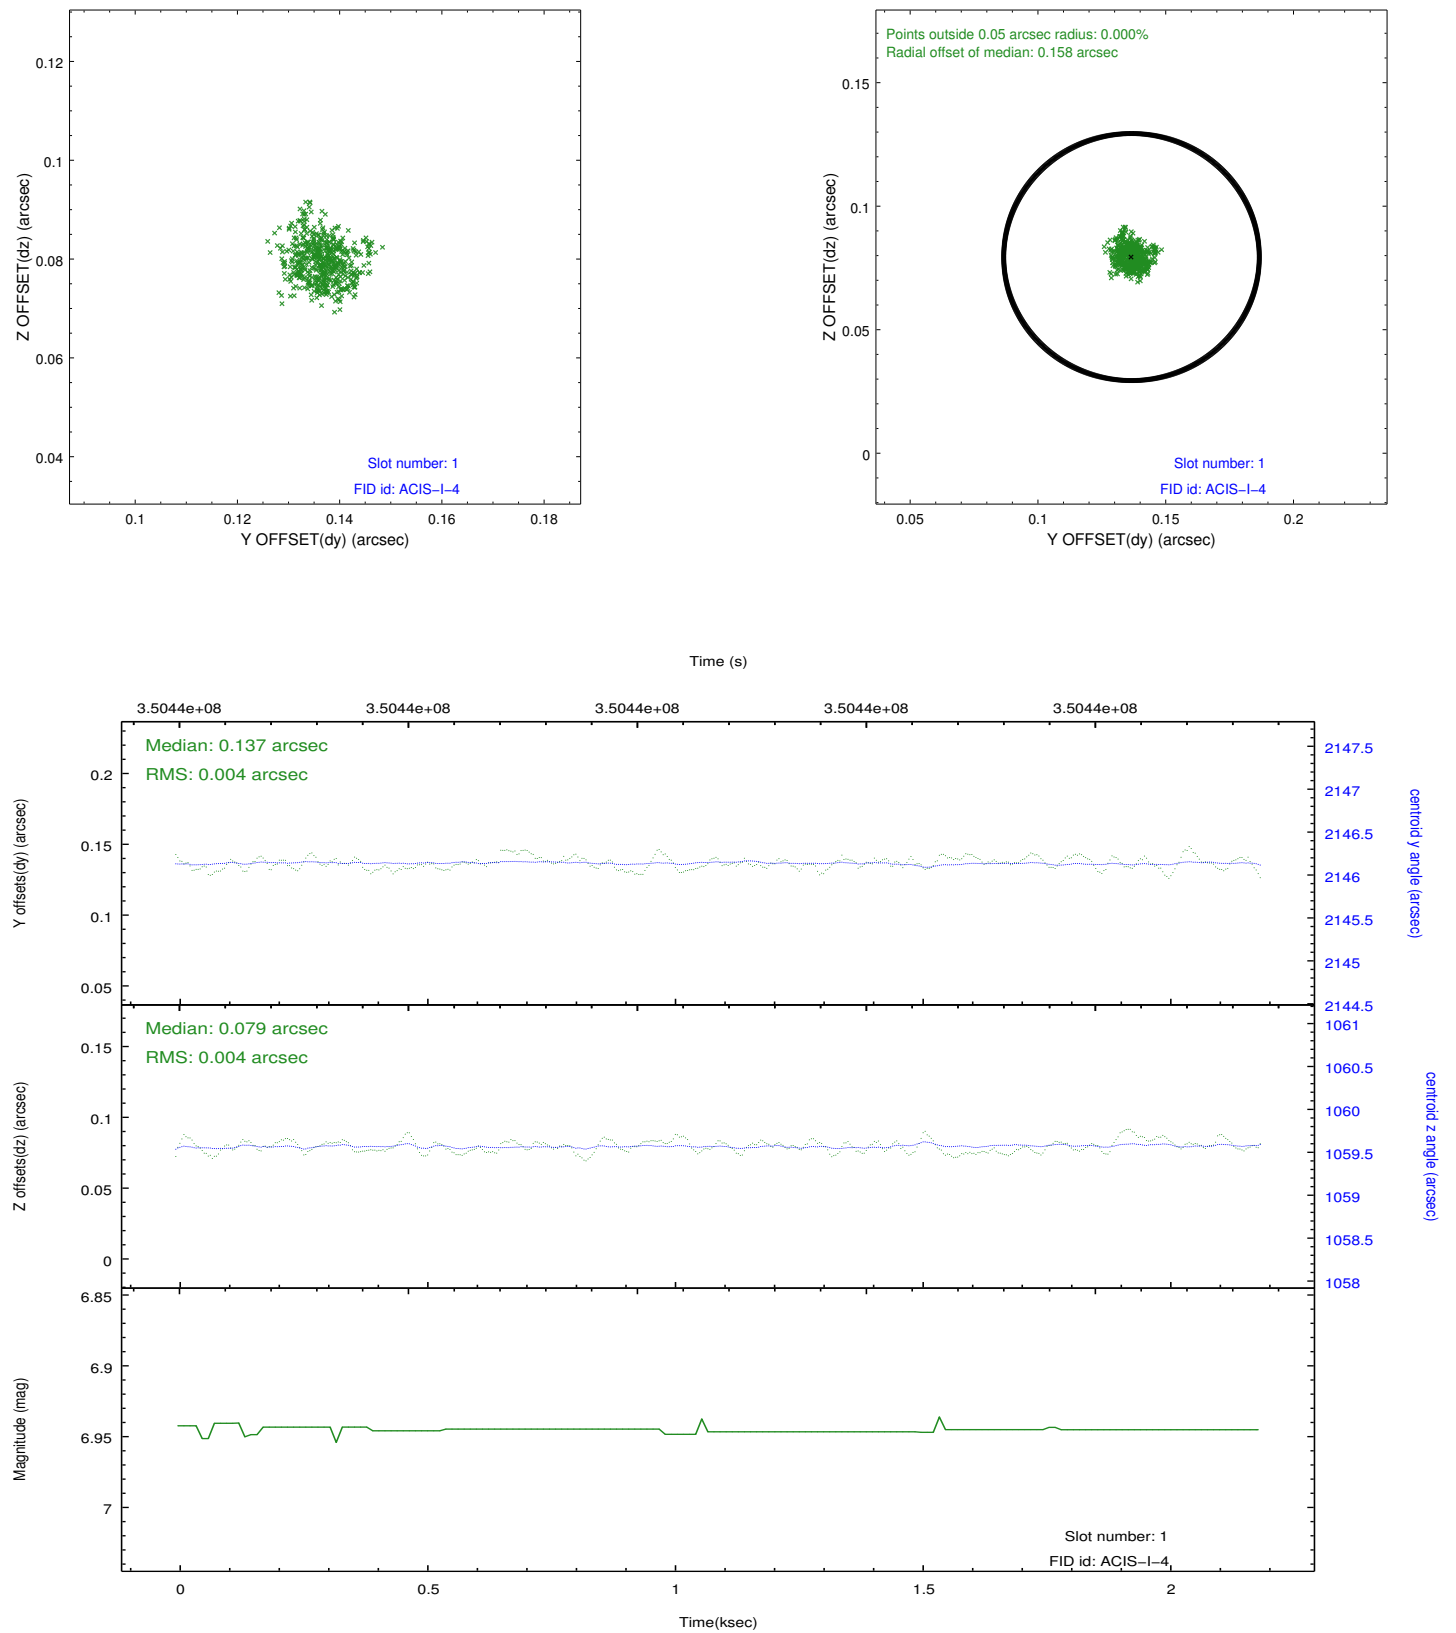 0.12
0.1
0.08
0.06
0.04
Z OFFSET(dz) (arcsec)
Slot number: 1
FID id: ACIS−I−4
0.1
0.12
0.14
0.16
0.18
Y OFFSET(dy) (arcsec)
Points outside 0.05 arcsec radius: 0.000%
Radial offset of median: 0.158 arcsec
0.15
0.1
0.05
0
Z OFFSET(dz) (arcsec)
Slot number: 1
FID id: ACIS−I−4
0.05
0.1
0.15
0.2
Y OFFSET(dy) (arcsec)
Time (s)
3.5044e+08
3.5044e+08
3.5044e+08
3.5044e+08
3.5044e+08
Median: 0.137 arcsec
RMS: 0.004 arcsec
0.2
0.15
0.1
0.05
Y offsets(dy) (arcsec)
2147.5
2147
2146.5
2146
2145.5
2145
2144.5
centroid y angle (arcsec)
Median: 0.079 arcsec
RMS: 0.004 arcsec
0.15
0.1
0.05
0
Z offsets(dz) (arcsec)
1061
1060.5
1060
1059.5
1059
1058.5
1058
centroid z angle (arcsec)
6.85
6.9
6.95
7
Magnitude (mag)
Slot number: 1
FID id: ACIS−I−4
0
0.5
1
1.5
2
Time(ksec)